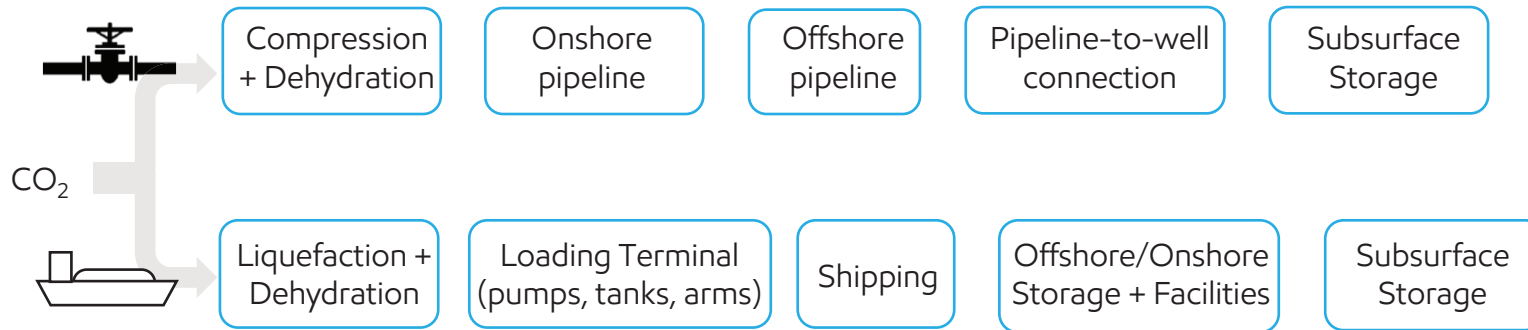 Compression
+ Dehydration
Onshore
pipeline
Offshore
pipeline
Pipeline-to-well
connection
Subsurface
Storage
CO₂
Liquefaction +
Dehydration
Loading Terminal
(pumps, tanks, arms)
Shipping
Offshore/Onshore
Storage + Facilities
Subsurface
Storage